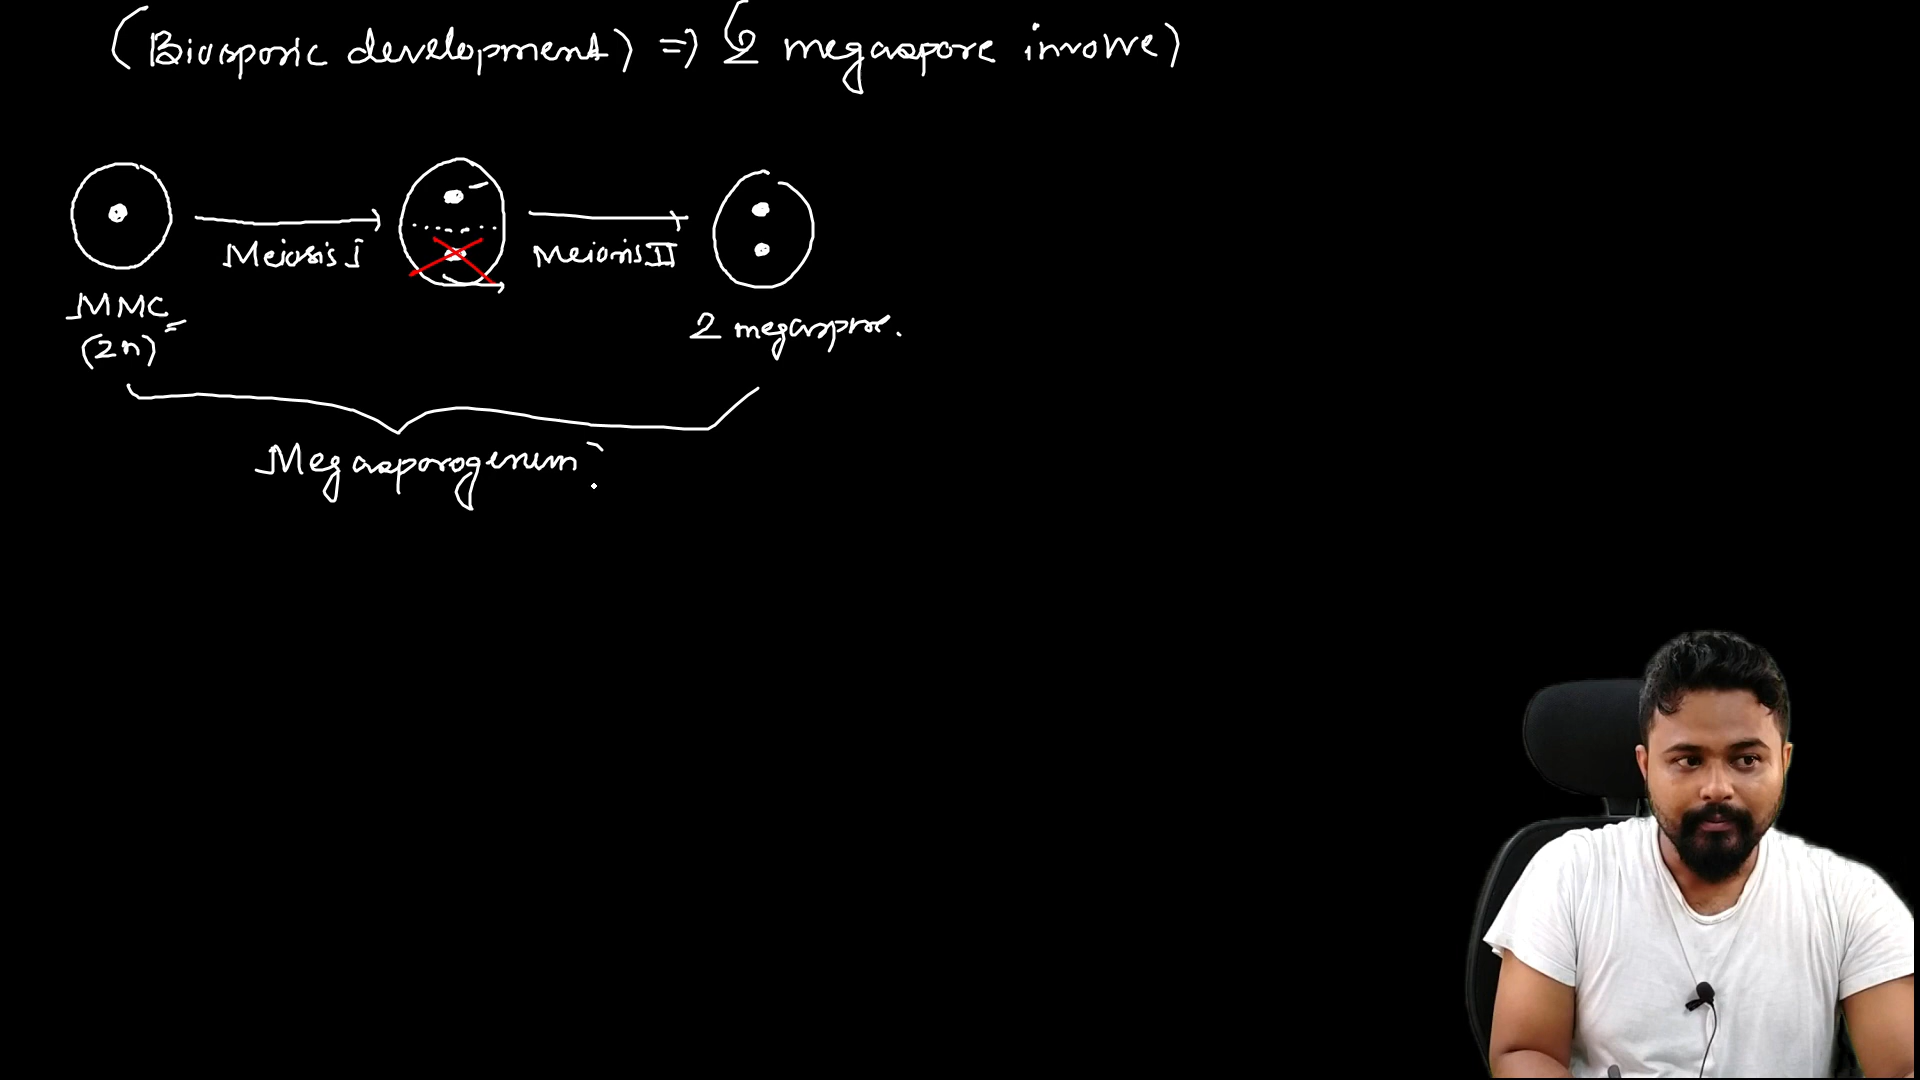 (Biosporic development) => (2 megaspore involve)
Meiosis I
Meiosis II
MMC
(2n)
2 megaspore.
Megasporogenesis